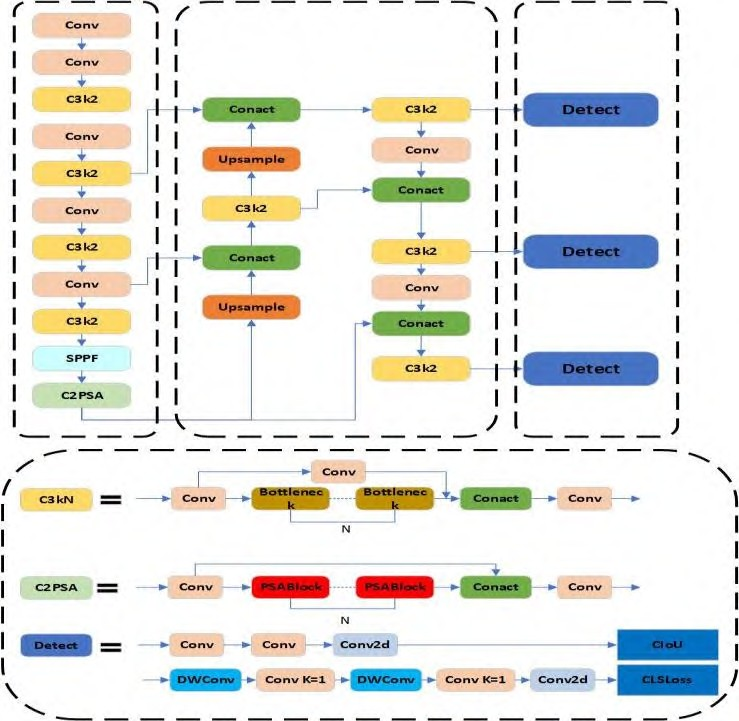 Conv
Conv
C3k2
Conv
C3k2
Conv
C3k2
Conv
C3k2
SPPF
C2PSA
Conact
Upsample
C3k2
Conact
Upsample
C3k2
Conv
Conact
C3k2
Conv
Conact
C3k2
Detect
Detect
Detect
C3kN
=
Conv
Conv
Bottlenec
k
Bottlenec
k
N
Conact
Conv
C2PSA
=
Conv
PSABlock
PSABlock
N
Conact
Conv
Detect
=
Conv
Conv
Conv2d
CIoU
DWConv
Conv K=1
DWConv
Conv K=1
Conv2d
CLSLoss